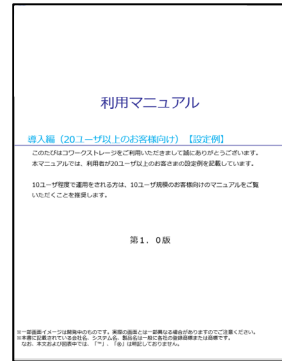 利用マニュアル
導入編（20ユーザ以上のお客様向け）【設定例】
このたびはコワークストレージをご利用いただきまして誠にありがとうございます。
本マニュアルでは、利用者が20ユーザ以上のお客さまの設定例を記載しています。
10ユーザ程度で運用をされる方は、10ユーザ規模のお客様向けのマニュアルをご覧
いただくことを推奨します。
第1．0版
※一部画面イメージは開発中のものです。実際の画面とは一部異なる場合がありますのでご注意ください。
※本書に記載されている会社名、システム名、製品名は一般に各社の登録商標または商標です。
なお、本文および図表中では、「™」、「®」は明記しておりません。